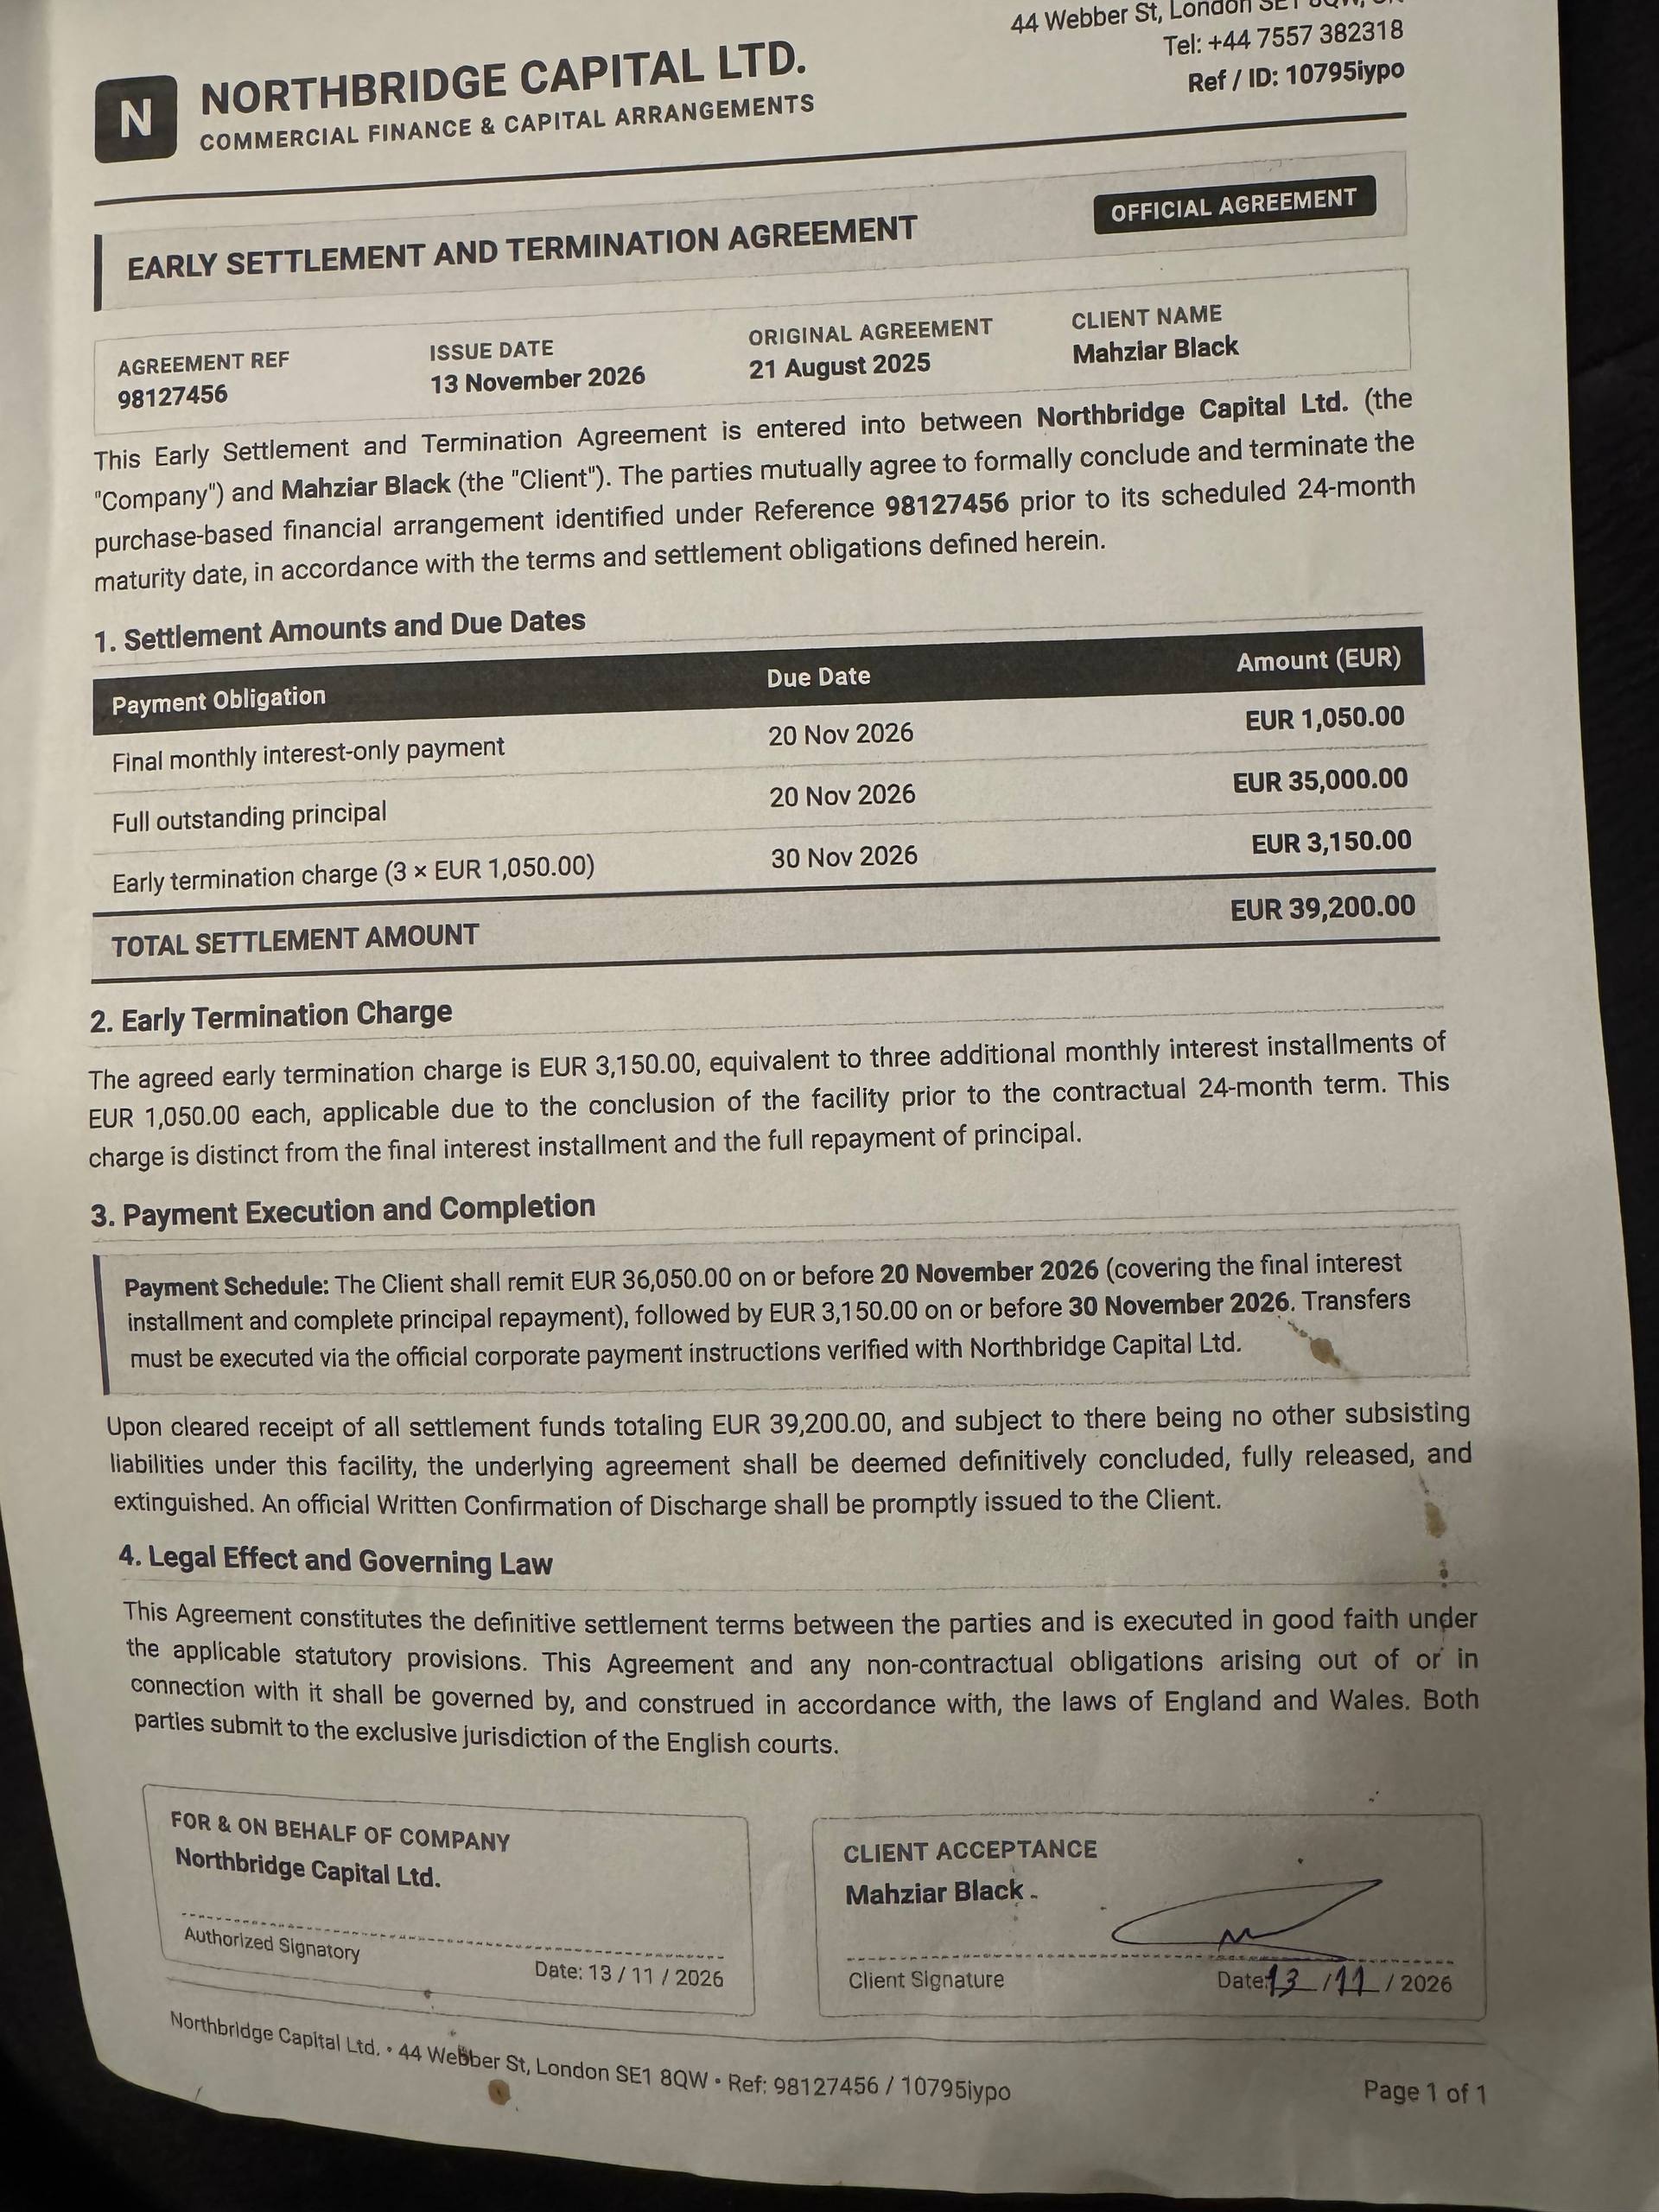 44 Webber St, London SE1 8QW,
Tel: +44 7557 382318
Ref / ID: 10795iypo
N
NORTHBRIDGE CAPITAL LTD.
COMMERCIAL FINANCE & CAPITAL ARRANGEMENTS
EARLY SETTLEMENT AND TERMINATION AGREEMENT
OFFICIAL AGREEMENT
AGREEMENT REF
98127456
ISSUE DATE
13 November 2026
ORIGINAL AGREEMENT
21 August 2025
CLIENT NAME
Mahziar Black
This Early Settlement and Termination Agreement is entered into between Northbridge Capital Ltd. (the
"Company") and Mahziar Black (the "Client"). The parties mutually agree to formally conclude and terminate the
purchase-based financial arrangement identified under Reference 98127456 prior to its scheduled 24-month
maturity date, in accordance with the terms and settlement obligations defined herein.
1. Settlement Amounts and Due Dates
Payment Obligation Due Date Amount (EUR)
Final monthly interest-only payment 20 Nov 2026 EUR 1,050.00
Full outstanding principal 20 Nov 2026 EUR 35,000.00
Early termination charge (3 × EUR 1,050.00) 30 Nov 2026 EUR 3,150.00
TOTAL SETTLEMENT AMOUNT EUR 39,200.00
2. Early Termination Charge
The agreed early termination charge is EUR 3,150.00, equivalent to three additional monthly interest installments of
EUR 1,050.00 each, applicable due to the conclusion of the facility prior to the contractual 24-month term. This
charge is distinct from the final interest installment and the full repayment of principal.
3. Payment Execution and Completion
Payment Schedule: The Client shall remit EUR 36,050.00 on or before 20 November 2026 (covering the final interest
installment and complete principal repayment), followed by EUR 3,150.00 on or before 30 November 2026. Transfers
must be executed via the official corporate payment instructions verified with Northbridge Capital Ltd.
Upon cleared receipt of all settlement funds totaling EUR 39,200.00, and subject to there being no other subsisting
liabilities under this facility, the underlying agreement shall be deemed definitively concluded, fully released, and
extinguished. An official Written Confirmation of Discharge shall be promptly issued to the Client.
4. Legal Effect and Governing Law
This Agreement constitutes the definitive settlement terms between the parties and is executed in good faith under
the applicable statutory provisions. This Agreement and any non-contractual obligations arising out of or in
connection with it shall be governed by, and construed in accordance with, the laws of England and Wales. Both
parties submit to the exclusive jurisdiction of the English courts.
FOR & ON BEHALF OF COMPANY
Northbridge Capital Ltd.
Authorized Signatory
Date: 13 / 11 / 2026
CLIENT ACCEPTANCE
Mahziar Black
Client Signature
Date: 13 / 11 / 2026
Northbridge Capital Ltd. • 44 Webber St, London SE1 8QW • Ref: 98127456 / 10795iypo
Page 1 of 1